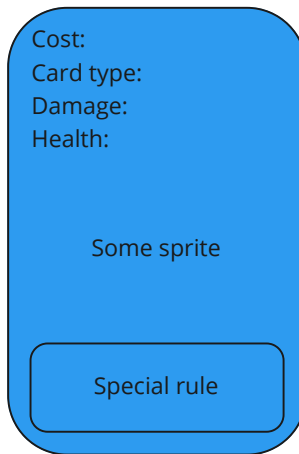 Cost:
Card type:
Damage:
Health:
Some sprite
Special rule